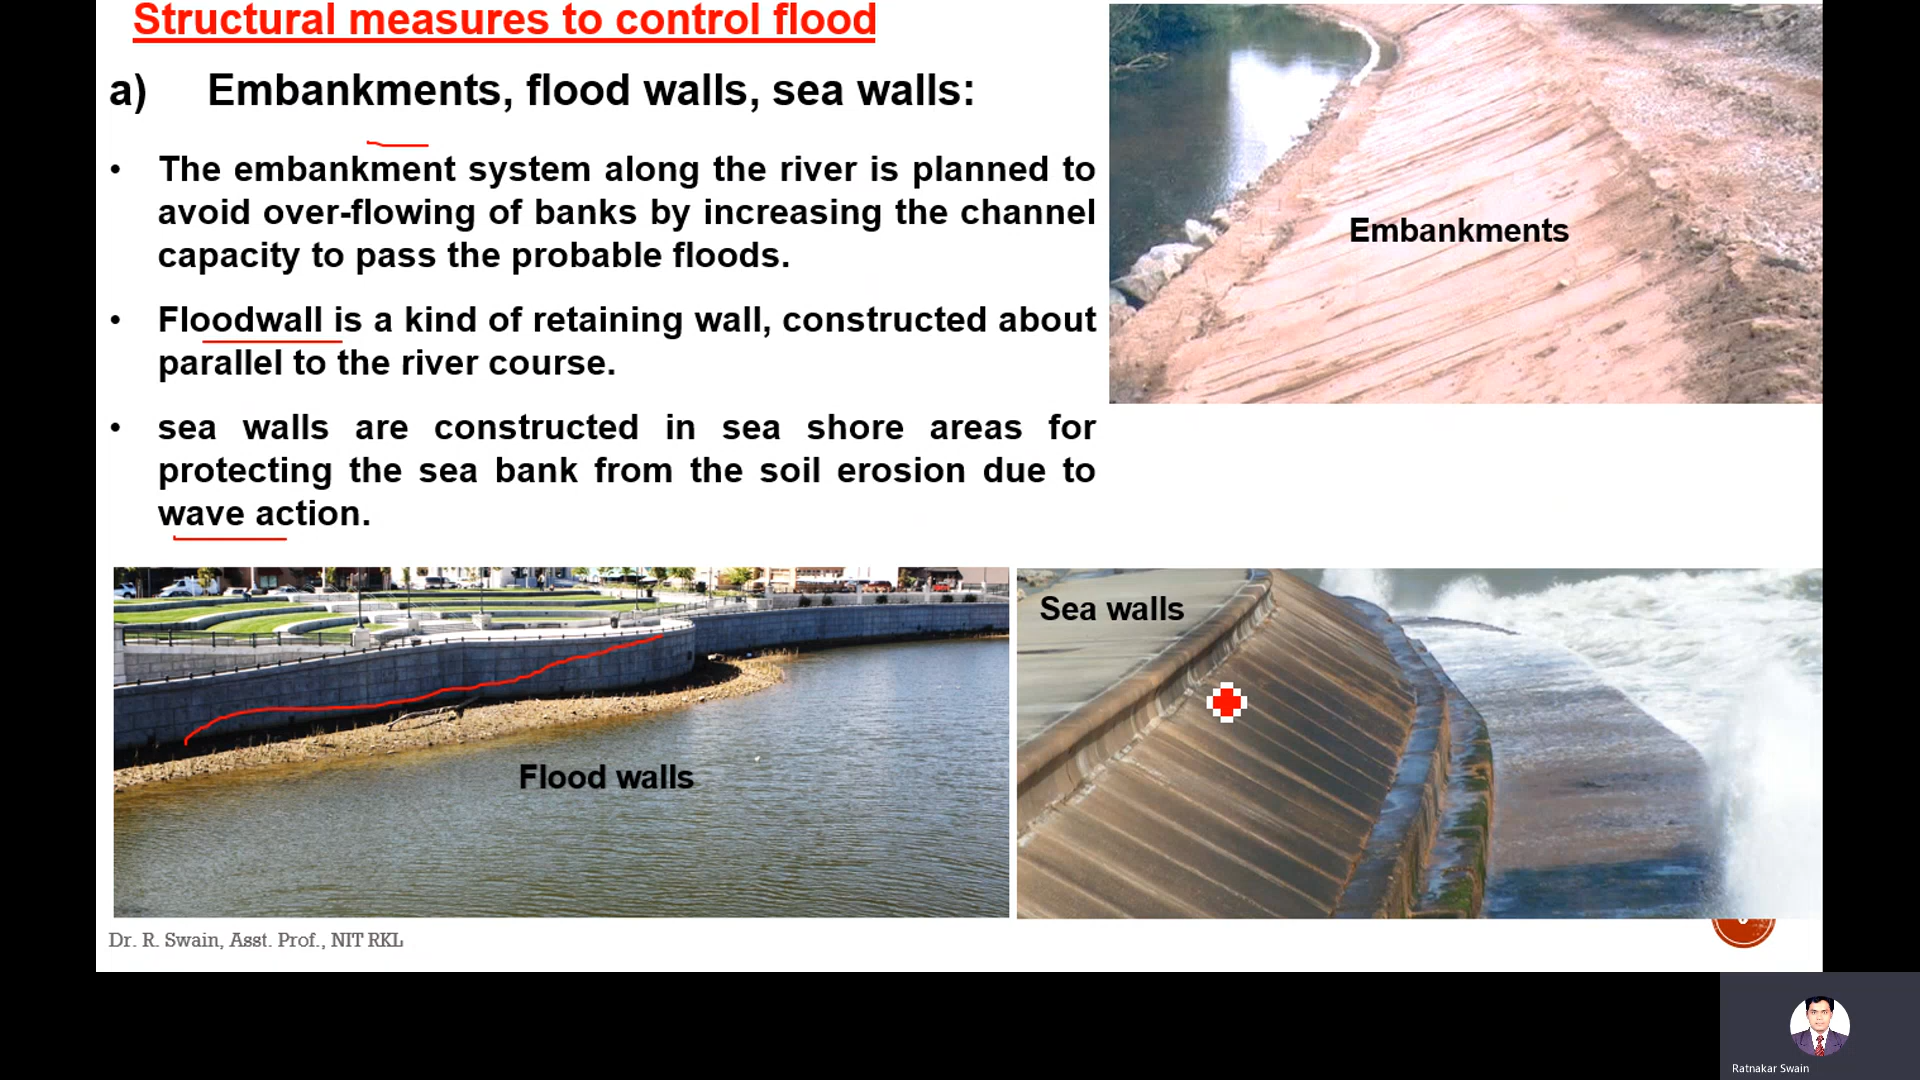 Structural measures to control flood
a) Embankments, flood walls, sea walls:
• The embankment system along the river is planned to
avoid over-flowing of banks by increasing the channel
capacity to pass the probable floods.
• Floodwall is a kind of retaining wall, constructed about
parallel to the river course.
• sea walls are constructed in sea shore areas for
protecting the sea bank from the soil erosion due to
wave action.
Embankments
Flood walls
Sea walls
Dr. R. Swain, Asst. Prof., NIT RKL
Ratnakar Swain